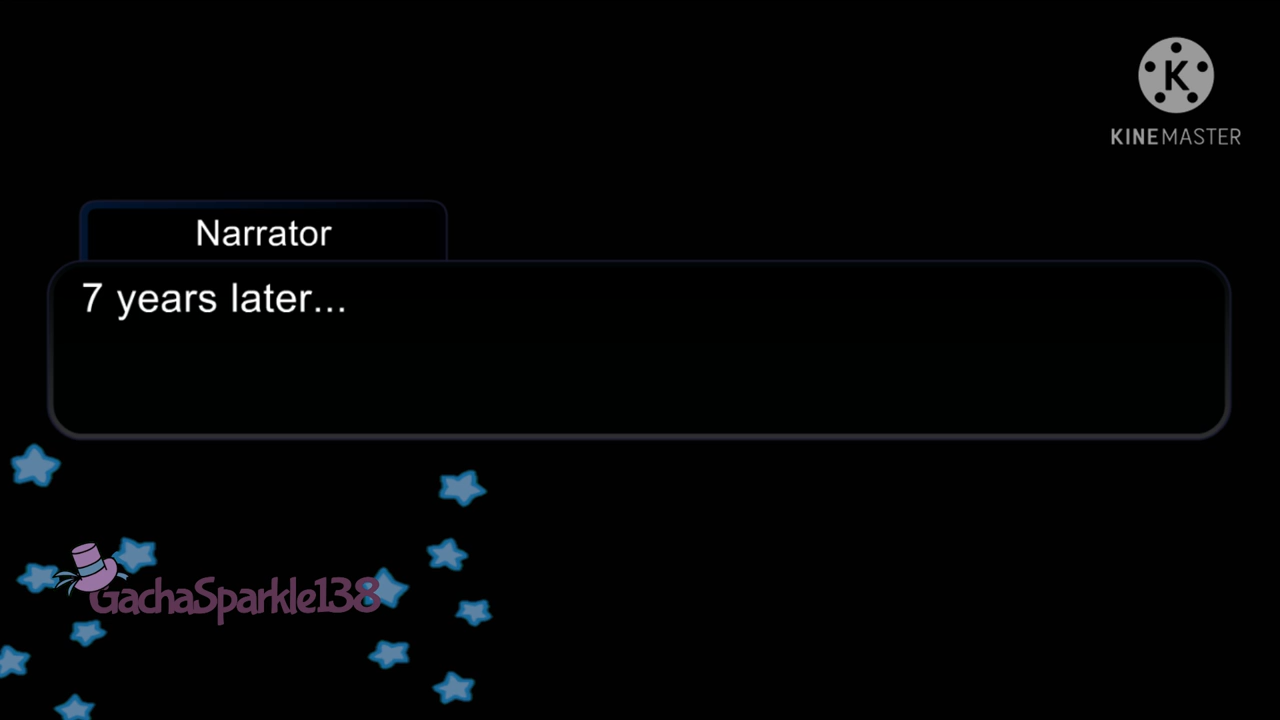 K
KINEMASTER
Narrator
7 years later...
GachaSparkle138